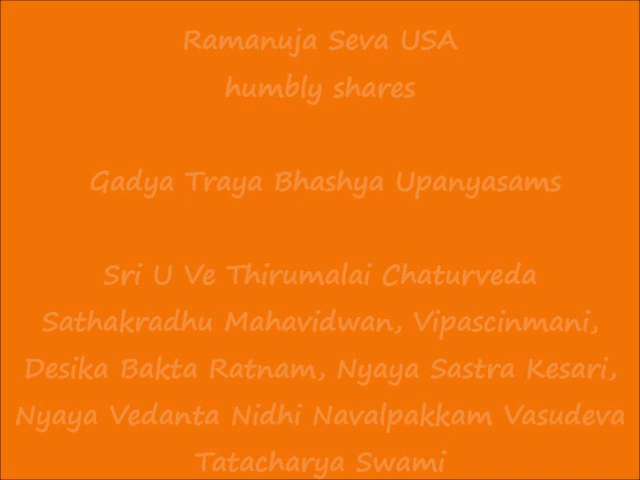 Ramanuja Seva USA
humbly shares
Gadya Traya Bhashya Upanyasams
Sri U Ve Thirumalai Chaturveda
Sathakradhu Mahavidwan, Vipascinmani,
Desika Bakta Ratnam, Nyaya Sastra Kesari,
Nyaya Vedanta Nidhi Navalpakkam Vasudeva
Tatacharya Swami